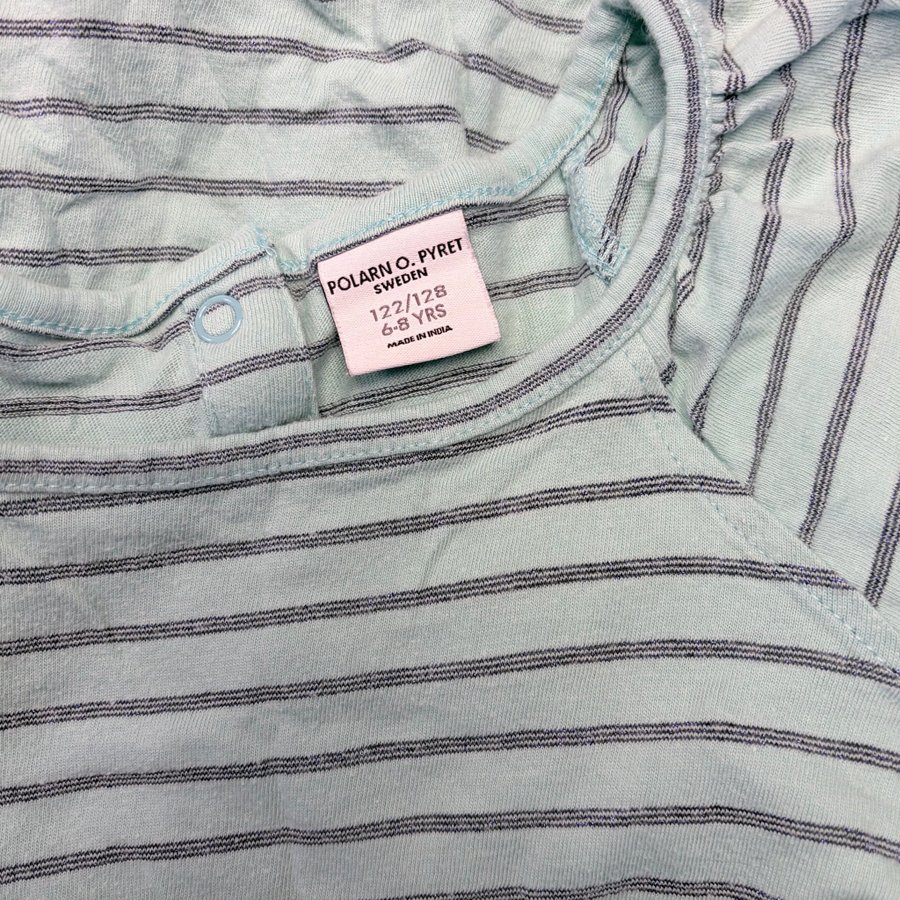 POLARN O. PYRET
SWEDEN
122/128
6-8 YRS
MADE IN INDIA